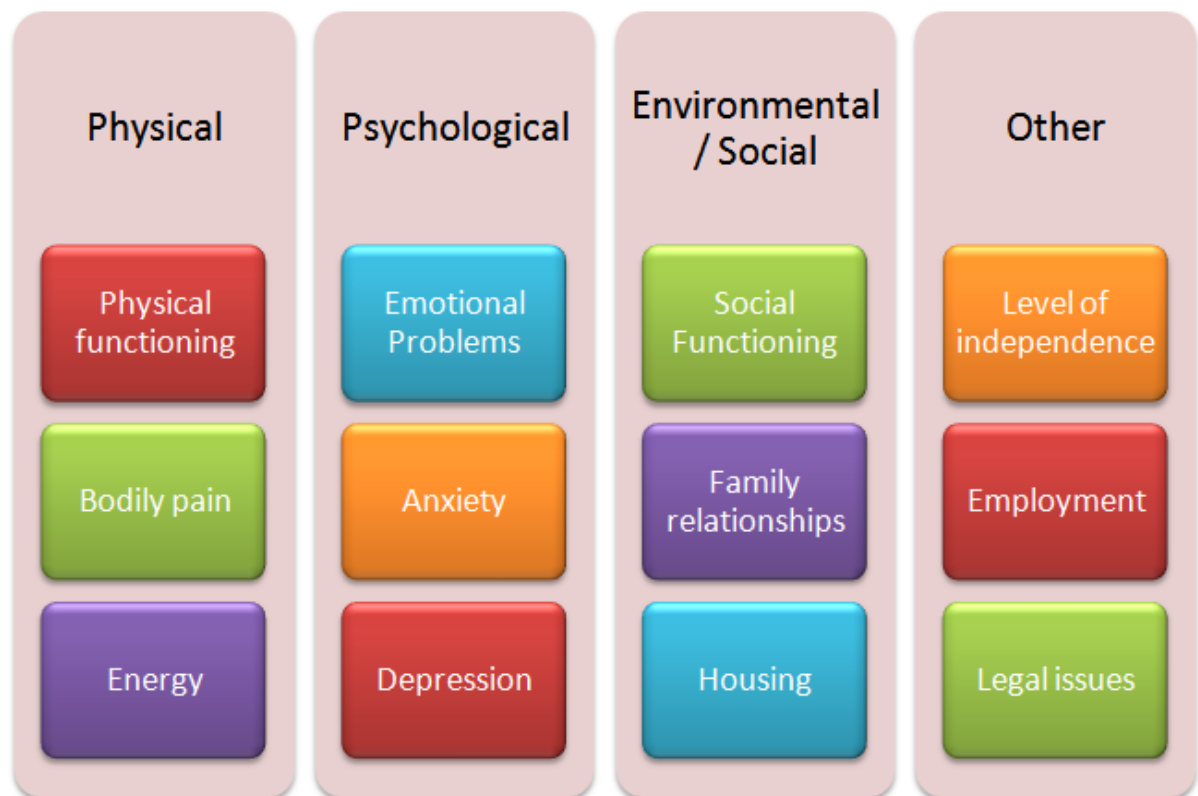 Physical
Physical
functioning
Bodily pain
Energy
Psychological
Emotional
Problems
Anxiety
Depression
Environmental
/ Social
Social
Functioning
Family
relationships
Housing
Other
Level of
independence
Employment
Legal issues